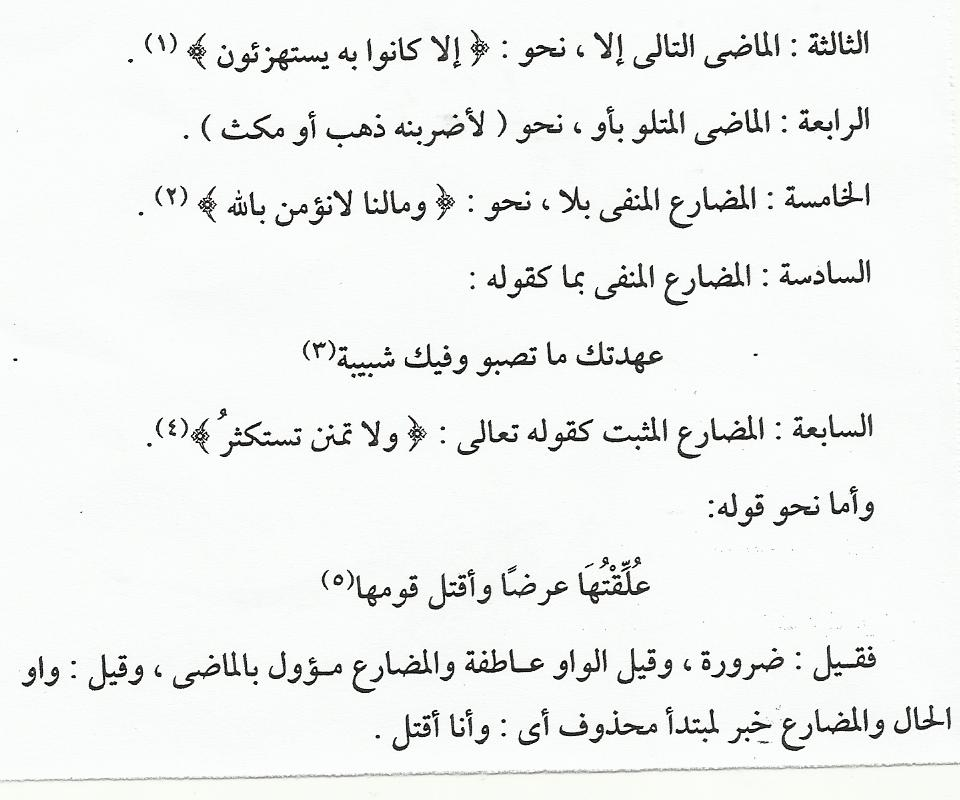 الثالثة : الماضى التالى إلا ، نحو : ﴿ إلا كانوا به يستهزئون ﴾ (١) .
الرابعة : الماضى المتلو بأو ، نحو ( لأضربنه ذهب أو مكث ) .
الخامسة : المضارع المنفى بلا ، نحو : ﴿ ومالنا لانؤمن بالله ﴾ (٢) .
السادسة : المضارع المنفى بما كقوله :
عهدتك ما تصبو وفيك شبيبة(٣)
السابعة : المضارع المثبت كقوله تعالى : ﴿ ولا تمنن تستكثرُ ﴾(٤).
وأما نحو قوله:
عُلِّقْتُهَا عرضًا وأقتل قومها(٥)
فقـيل : ضرورة ، وقيل الواو عـاطفة والمضارع مـؤول بالماضى ، وقيل : واو
الحال والمضارع خبر لمبتدأ محذوف أى : وأنا أقتل .